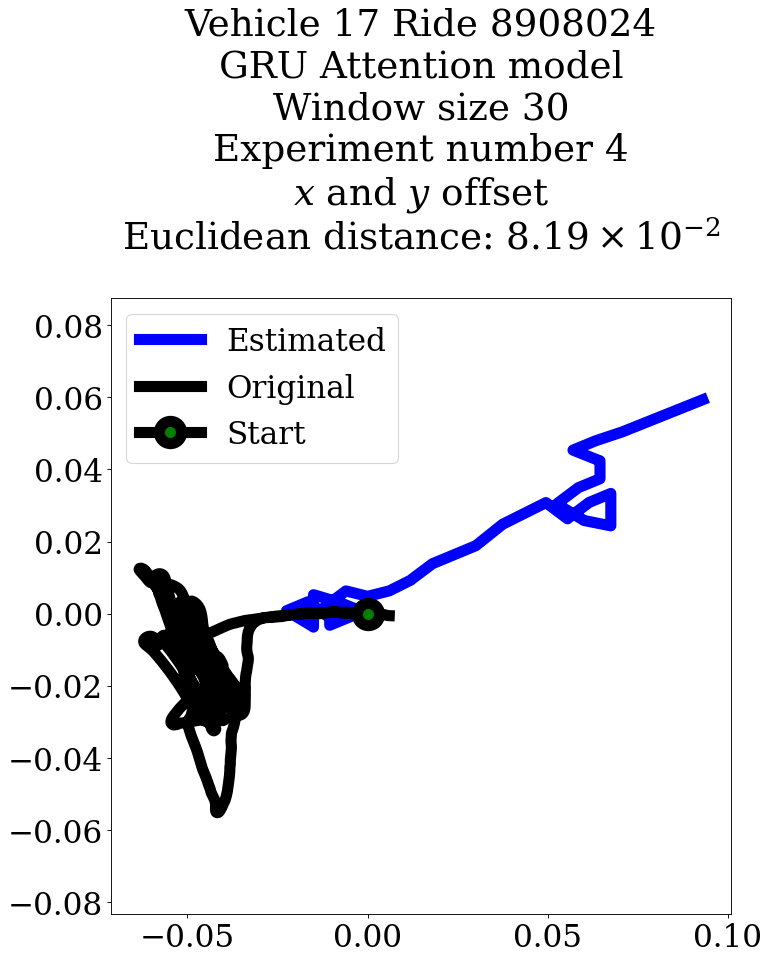 Vehicle 17 Ride 8908024
GRU Attention model
Window size 30
Experiment number 4
x and y offset
Euclidean distance: 8.19 × 10⁻²
Estimated
Original
Start
0.08
0.06
0.04
0.02
0.00
−0.02
−0.04
−0.06
−0.08
−0.05 0.00 0.05 0.10